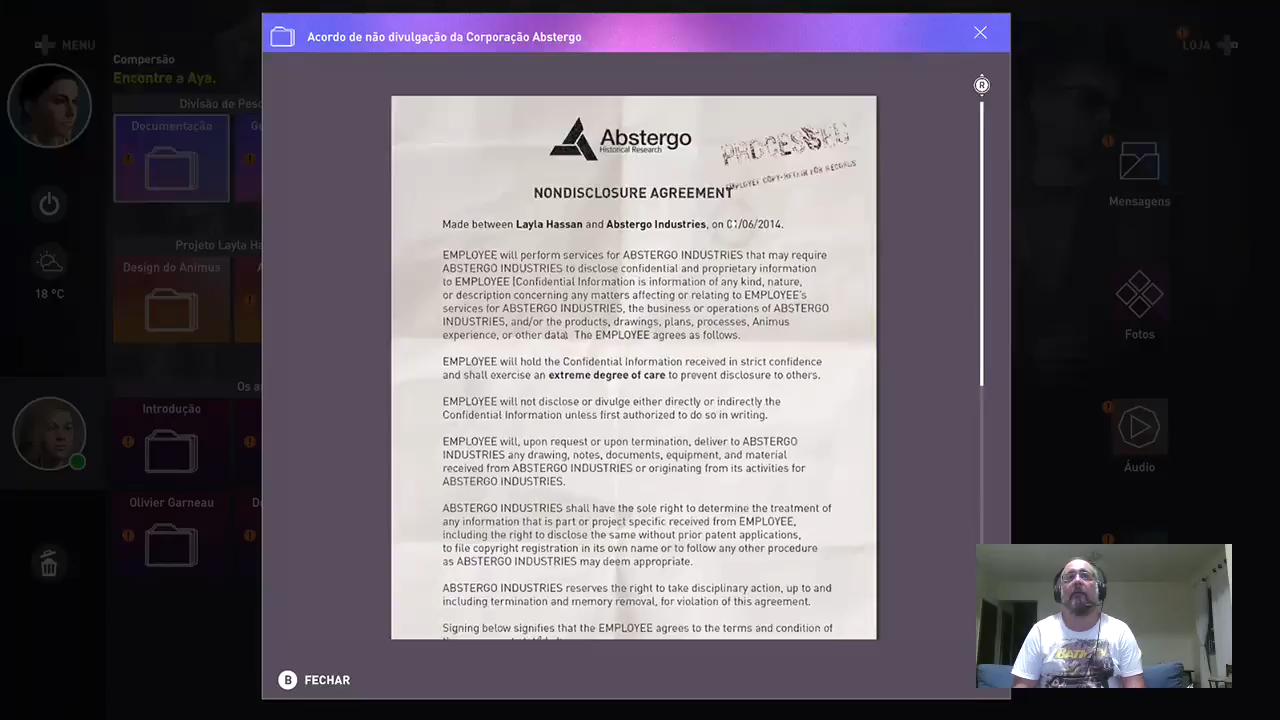 Acordo de não divulgação da Corporação Abstergo
MENU
LOJA
Compersão
Encontre a Aya.
Divisão de Pesq
Documentação
Projeto Layla Ha
Design do Animus
18 °C
Os a
Introdução
Olivier Garneau
Mensagens
Fotos
Áudio
R
Abstergo
Historical Research
PROCESSED
EMPLOYEE COPY-RETAIN FOR RECORDS
NONDISCLOSURE AGREEMENT
Made between Layla Hassan and Abstergo Industries, on 01/06/2014.
EMPLOYEE will perform services for ABSTERGO INDUSTRIES that may require
ABSTERGO INDUSTRIES to disclose confidential and proprietary information
to EMPLOYEE (Confidential Information is information of any kind, nature,
or description concerning any matters affecting or relating to EMPLOYEE's
services for ABSTERGO INDUSTRIES, the business or operations of ABSTERGO
INDUSTRIES, and/or the products, drawings, plans, processes, Animus
experience, or other data). The EMPLOYEE agrees as follows.
EMPLOYEE will hold the Confidential Information received in strict confidence
and shall exercise an extreme degree of care to prevent disclosure to others.
EMPLOYEE will not disclose or divulge either directly or indirectly the
Confidential Information unless first authorized to do so in writing.
EMPLOYEE will, upon request or upon termination, deliver to ABSTERGO
INDUSTRIES any drawing, notes, documents, equipment, and material
received from ABSTERGO INDUSTRIES or originating from its activities for
ABSTERGO INDUSTRIES.
ABSTERGO INDUSTRIES shall have the sole right to determine the treatment of
any information that is part or project specific received from EMPLOYEE,
including the right to disclose the same without prior patent applications,
to file copyright registration in its own name or to follow any other procedure
as ABSTERGO INDUSTRIES may deem appropriate.
ABSTERGO INDUSTRIES reserves the right to take disciplinary action, up to and
including termination and memory removal, for violation of this agreement.
Signing below signifies that the EMPLOYEE agrees to the terms and condition of
B FECHAR
BATMAN